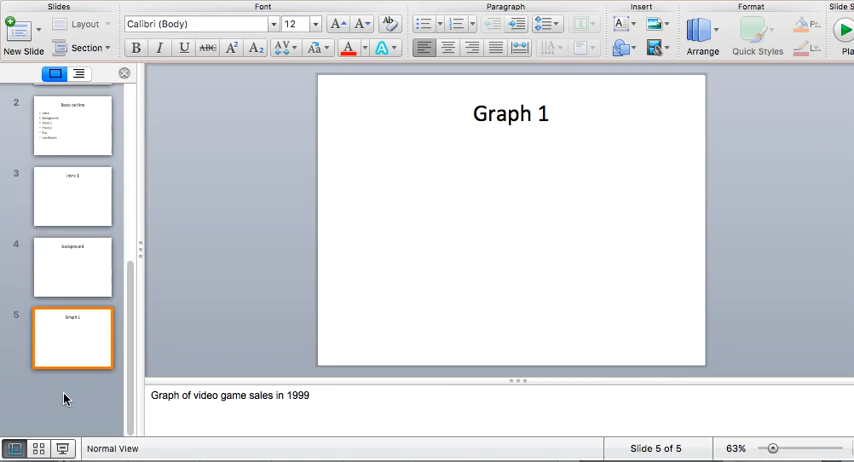 Slides Font Paragraph Insert Format Slide S
New Slide Layout Section Calibri (Body) 12 Arrange Quick Styles Pla
B I U ABC A² A₂ AV Aa A A
2 Basic outline
3 Intro 1
4 Background
5 Graph 1
Graph 1
Graph of video game sales in 1999
Normal View Slide 5 of 5 63%